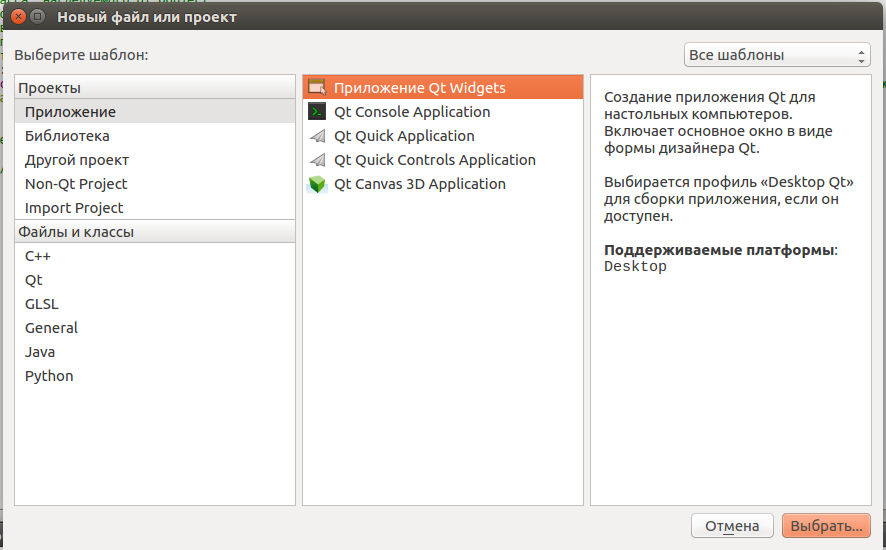 Новый файл или проект
Выберите шаблон:
Все шаблоны
Проекты
Приложение
Библиотека
Другой проект
Non-Qt Project
Import Project
Файлы и классы
C++
Qt
GLSL
General
Java
Python
Приложение Qt Widgets
Qt Console Application
Qt Quick Application
Qt Quick Controls Application
Qt Canvas 3D Application
Создание приложения Qt для
настольных компьютеров.
Включает основное окно в виде
формы дизайнера Qt.
Выбирается профиль «Desktop Qt»
для сборки приложения, если он
доступен.
Поддерживаемые платформы:
Desktop
Отмена
Выбрать...